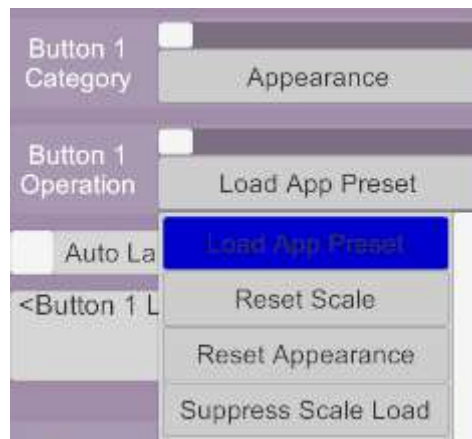 Button 1
Category
Appearance
Button 1
Operation
Load App Preset
Auto La
Load App Preset
<Button 1 L
Reset Scale
Reset Appearance
Suppress Scale Load